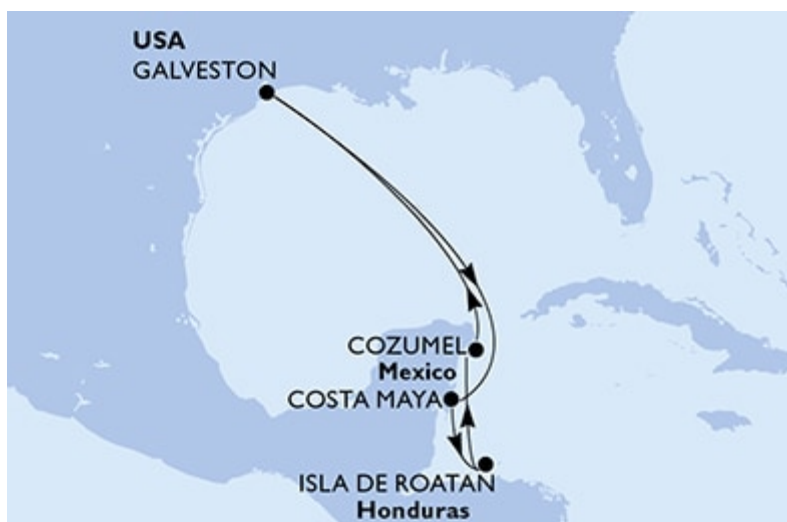 USA
GALVESTON
COZUMEL
Mexico
COSTA MAYA
ISLA DE ROATAN
Honduras